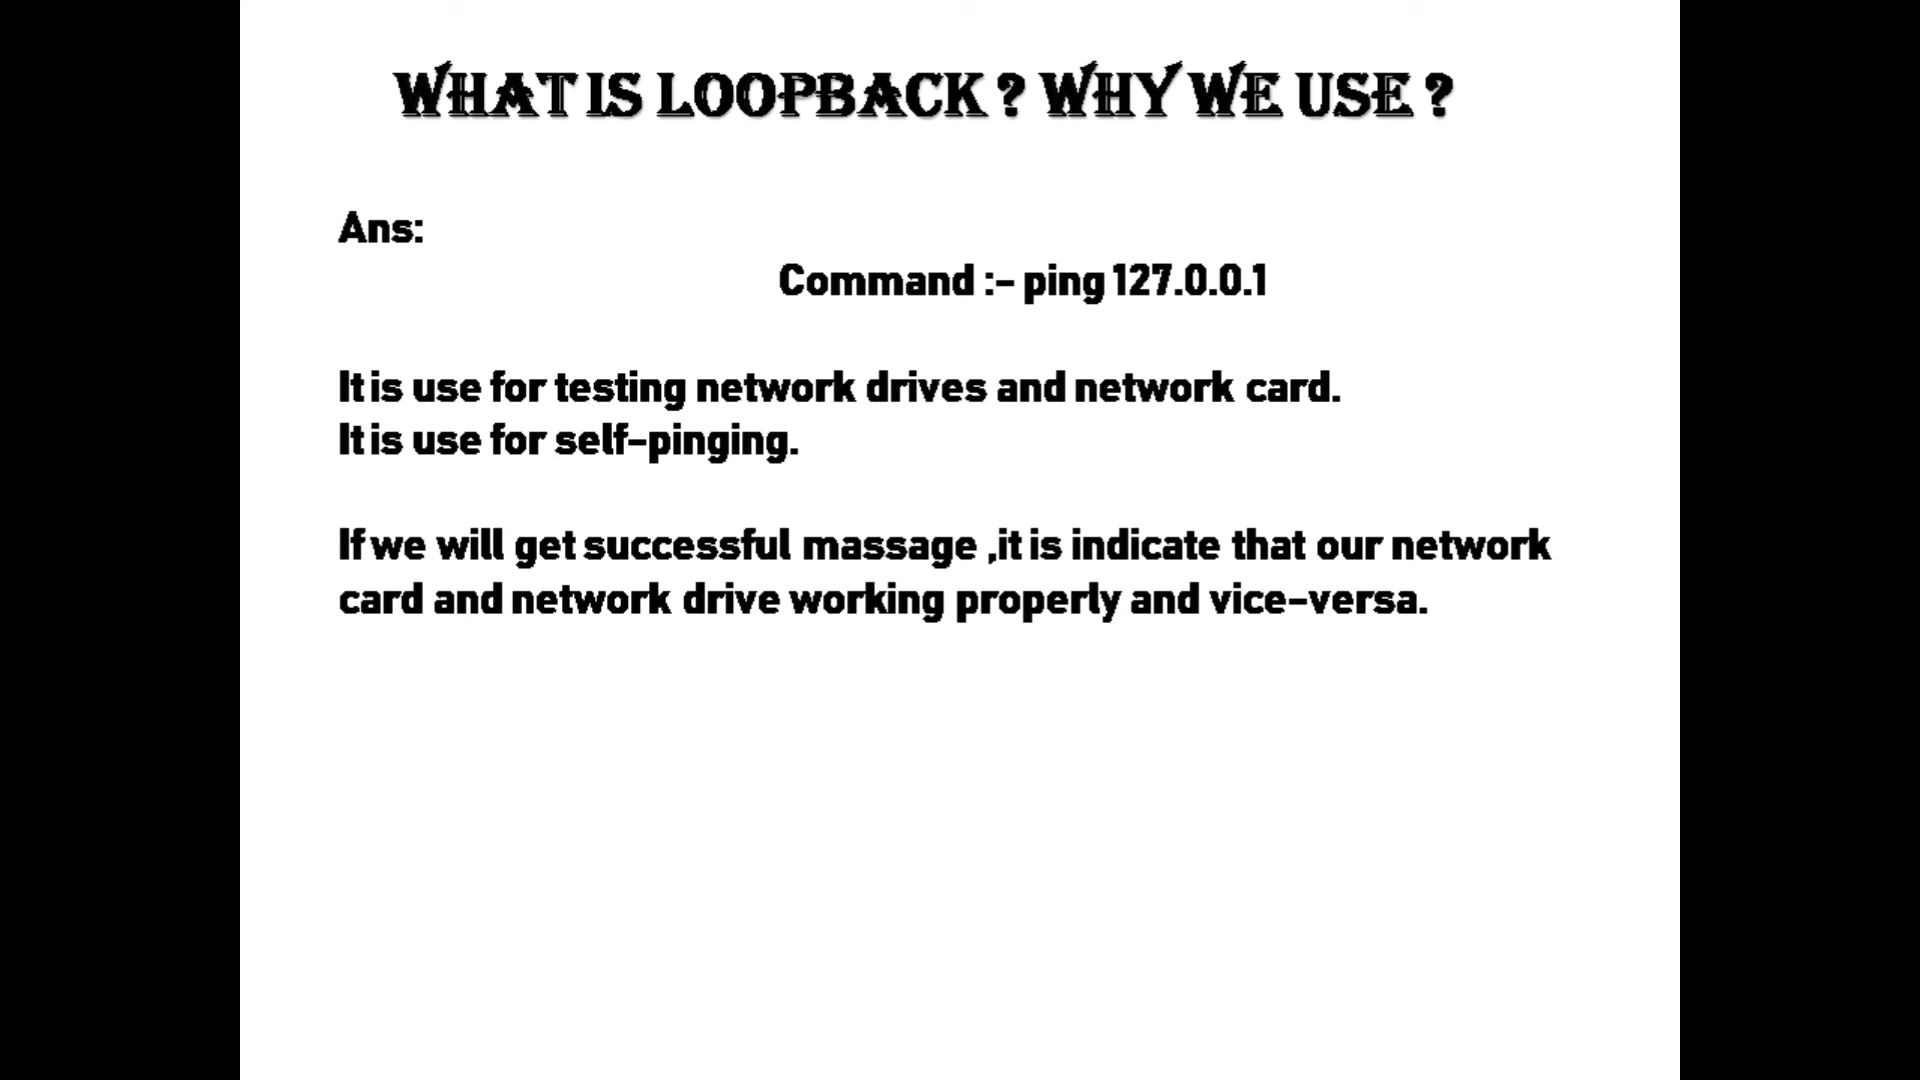 WHAT IS LOOPBACK ? WHY WE USE ?
Ans:
Command :- ping 127.0.0.1
It is use for testing network drives and network card.
It is use for self-pinging.
If we will get successful massage ,it is indicate that our network
card and network drive working properly and vice-versa.